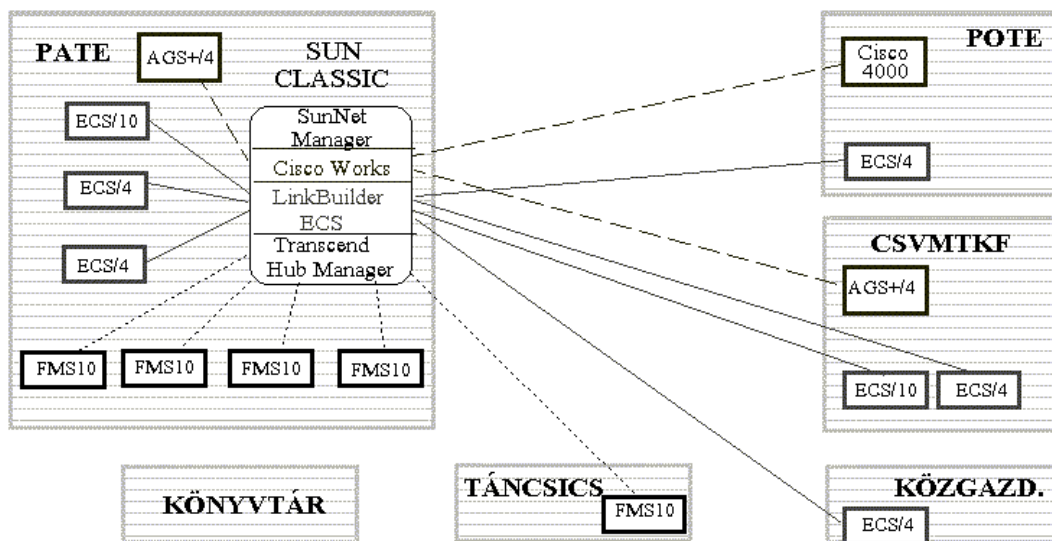 PATE
AGS+/4
SUN
CLASSIC
ECS/10
ECS/4
ECS/4
SunNet
Manager
Cisco Works
LinkBuilder
ECS
Transcend
Hub Manager
FMS10
FMS10
FMS10
FMS10
POTE
Cisco
4000
ECS/4
CSVMTKF
AGS+/4
ECS/10
ECS/4
KÖNYVTÁR
TÁNCSICS
FMS10
KÖZGAZD.
ECS/4